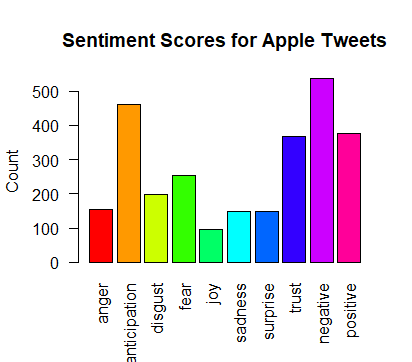 Sentiment Scores for Apple Tweets
Count
500
400
300
200
100
0
anger
anticipation
disgust
fear
joy
sadness
surprise
trust
negative
positive